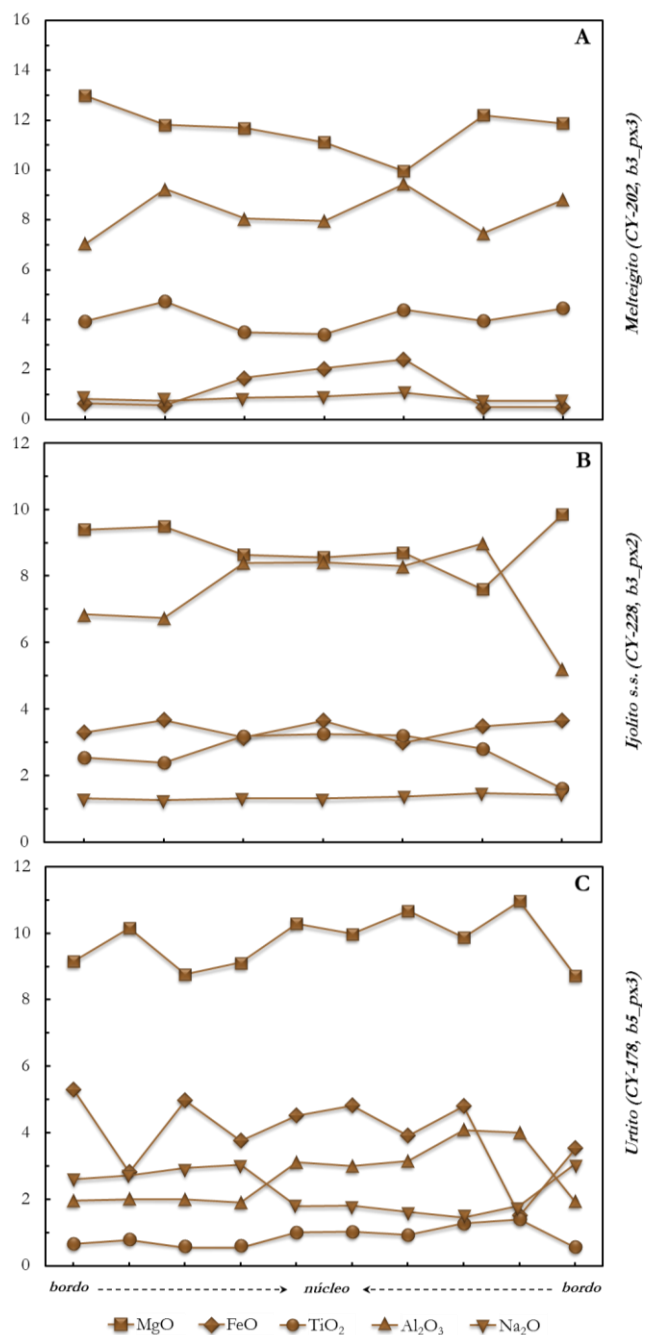 16
A
14
12
10
8
6
4
2
0
Melteigito (CY-202, b3_px3)
12
B
10
8
6
4
2
0
Ijolito s.s. (CY-228, b3_px2)
12
C
10
8
6
4
2
0
Urtito (CY-178, b5_px3)
bordo núcleo bordo
MgO FeO TiO₂ Al₂O₃ Na₂O